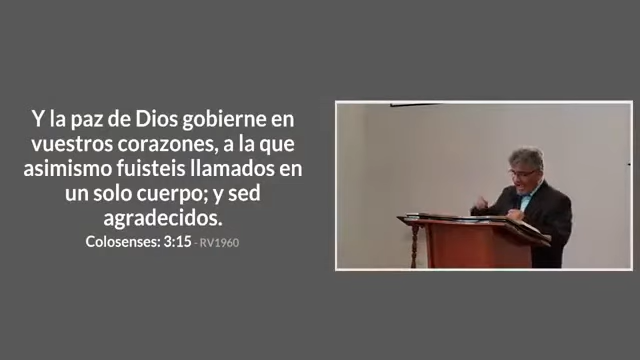 Y la paz de Dios gobierne en
vuestros corazones, a la que
asimismo fuisteis llamados en
un solo cuerpo; y sed
agradecidos.
Colosenses: 3:15 - RV1960